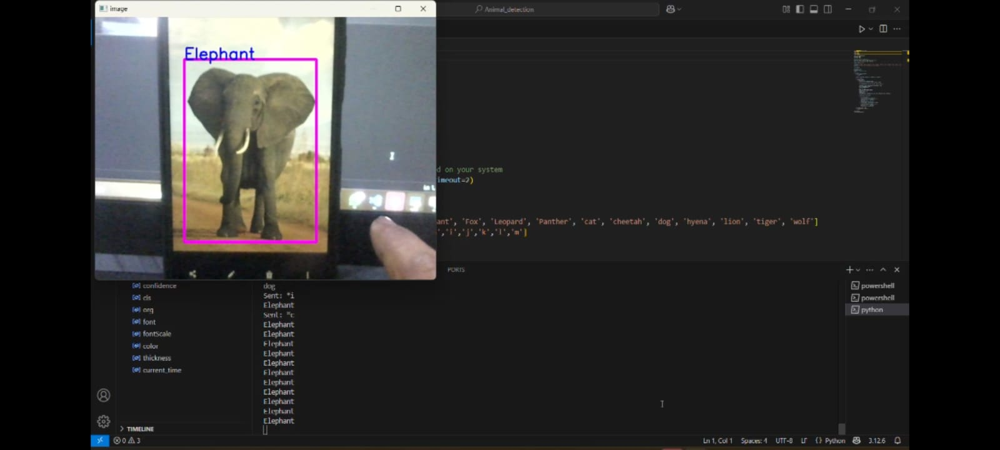 image
Animal_detection
Elephant
d on your system
imeout=2)
ant', 'Fox', 'Leopard', 'Panther', 'cat', 'cheetah', 'dog', 'hyena', 'lion', 'tiger', 'wolf']
','i','j','k','l','m']
PORTS
confidence
cls
org
font
fontScale
color
thickness
current_time
TIMELINE
dog
Sent: *i
Elephant
Sent: *c
Elephant
Elephant
Elephant
Elephant
Elephant
Elephant
Elephant
Elephant
Elephant
Elephant
Elephant
powershell
powershell
python
0 3
Ln 1, Col 1 Spaces: 4 UTF-8 LF {} Python 3.12.6